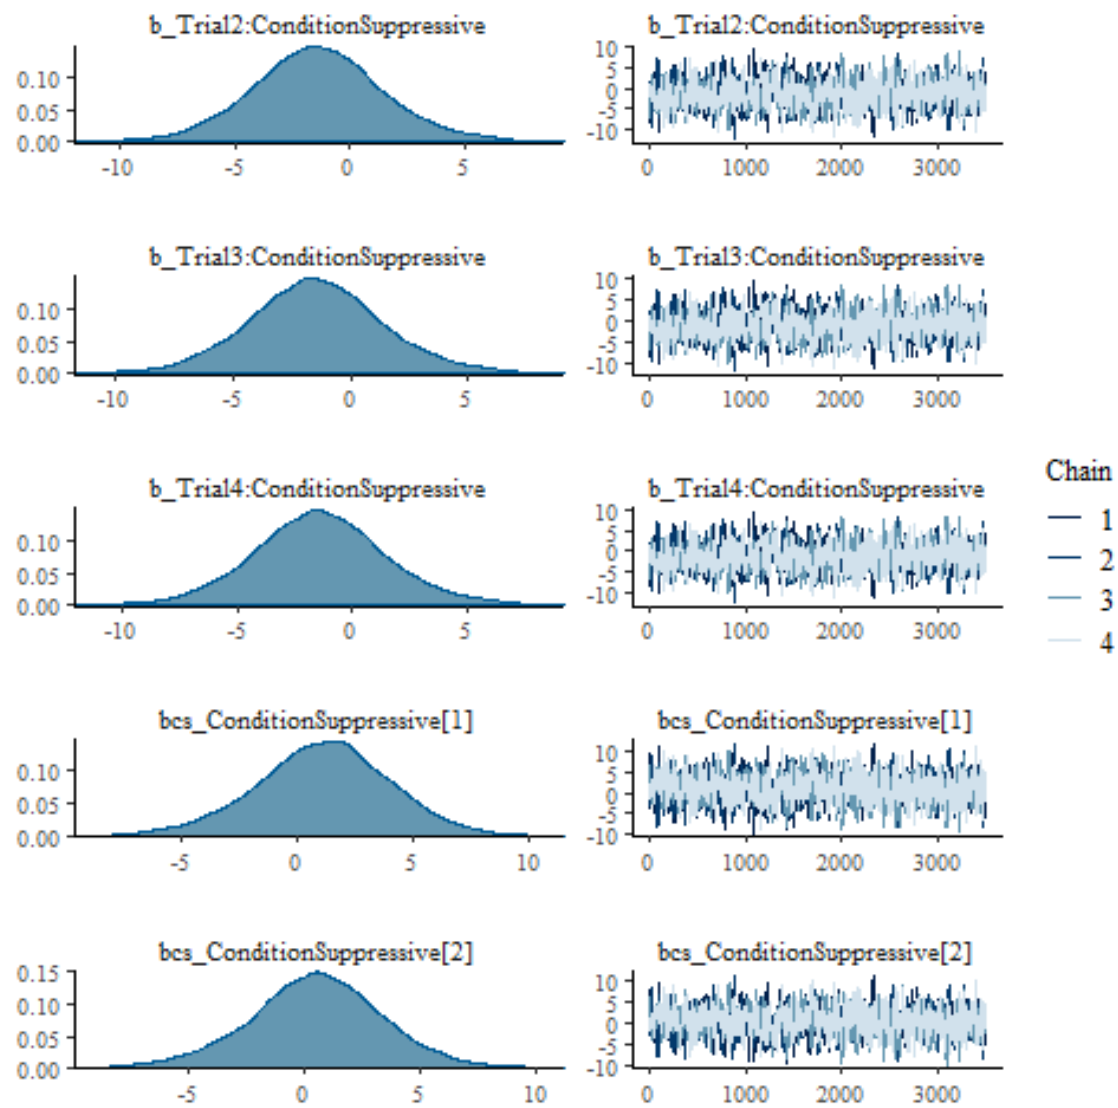 b_Trial2:ConditionSuppressive
b_Trial2:ConditionSuppressive
0.10
0.05
0.00
-10 -5 0 5
10
5
0
-5
-10
0 1000 2000 3000
b_Trial3:ConditionSuppressive
b_Trial3:ConditionSuppressive
0.10
0.05
0.00
-10 -5 0 5
10
5
0
-5
-10
0 1000 2000 3000
b_Trial4:ConditionSuppressive
b_Trial4:ConditionSuppressive
0.10
0.05
0.00
-10 -5 0 5
10
5
0
-5
-10
0 1000 2000 3000
bcs_ConditionSuppressive[1]
bcs_ConditionSuppressive[1]
0.10
0.05
0.00
-5 0 5 10
10
5
0
-5
-10
0 1000 2000 3000
bcs_ConditionSuppressive[2]
bcs_ConditionSuppressive[2]
0.15
0.10
0.05
0.00
-5 0 5 10
10
5
0
-5
-10
0 1000 2000 3000
Chain
1
2
3
4